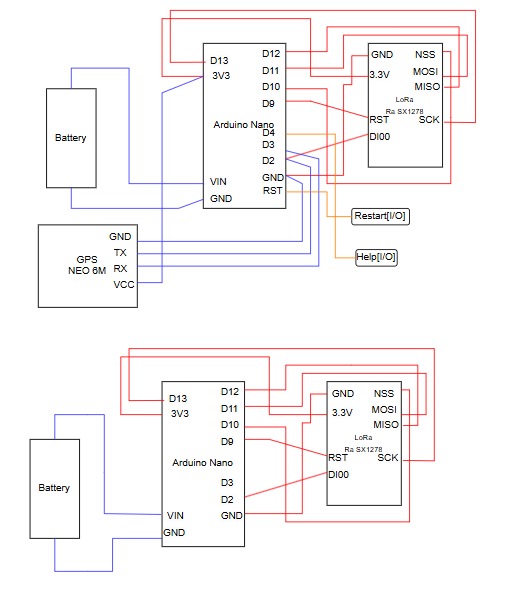 D13
3V3
D12
D11
D10
D9
Arduino Nano
D4
D3
D2
GND
RST
VIN
GND
Battery
GND
3.3V
NSS
MOSI
MISO
LoRa
Ra SX1278
RST
SCK
DI00
Restart[I/O]
Help[I/O]
GND
TX
GPS
NEO 6M
RX
VCC
D13
3V3
D12
D11
D10
D9
Arduino Nano
D3
D2
GND
VIN
GND
Battery
GND
3.3V
NSS
MOSI
MISO
LoRa
Ra SX1278
RST
SCK
DI00